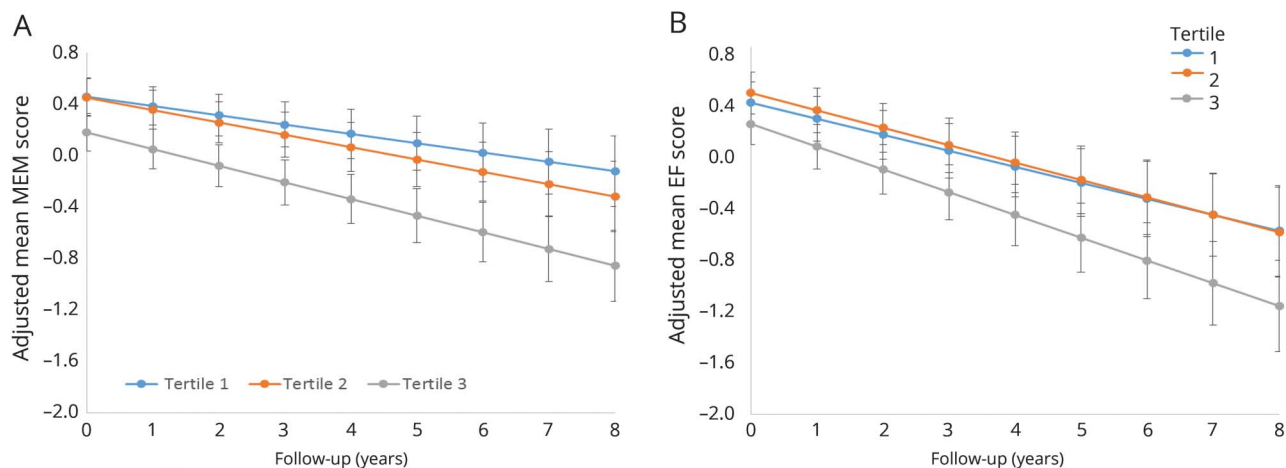 A
Adjusted mean MEM score
0.8
0.4
0.0
−0.4
−0.8
−1.2
−1.6
−2.0
Tertile 1 Tertile 2 Tertile 3
0 1 2 3 4 5 6 7 8
Follow-up (years)
B
Adjusted mean EF score
Tertile
1
2
3
0.8
0.4
0.0
−0.4
−0.8
−1.2
−1.6
−2.0
0 1 2 3 4 5 6 7 8
Follow-up (years)